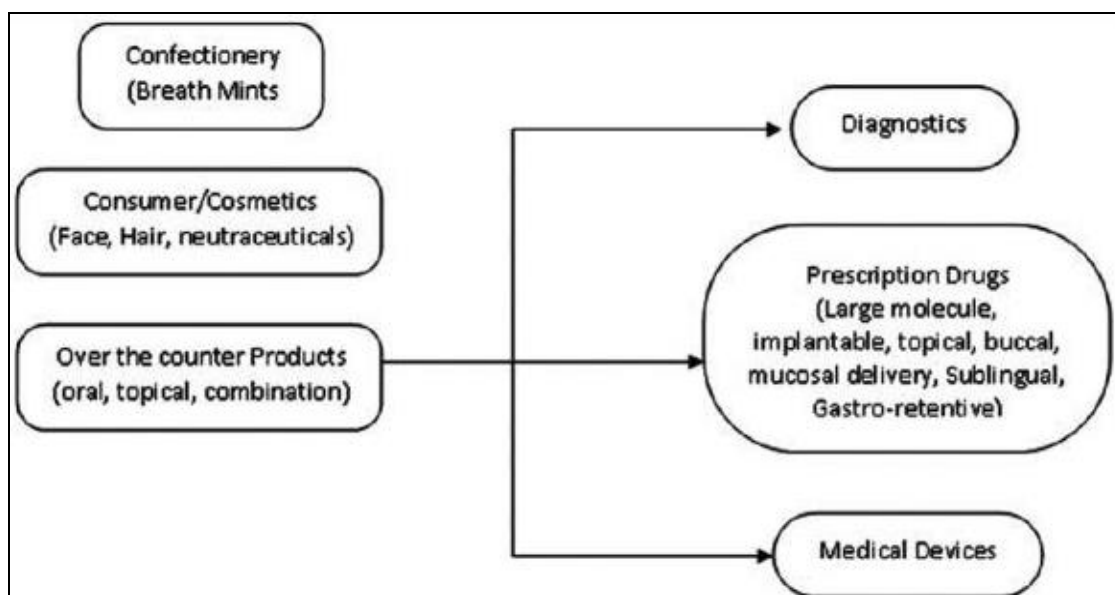 Confectionery
(Breath Mints
Consumer/Cosmetics
(Face, Hair, neutraceuticals)
Over the counter Products
(oral, topical, combination)
Diagnostics
Prescription Drugs
(Large molecule,
implantable, topical, buccal,
mucosal delivery, Sublingual,
Gastro-retentive)
Medical Devices